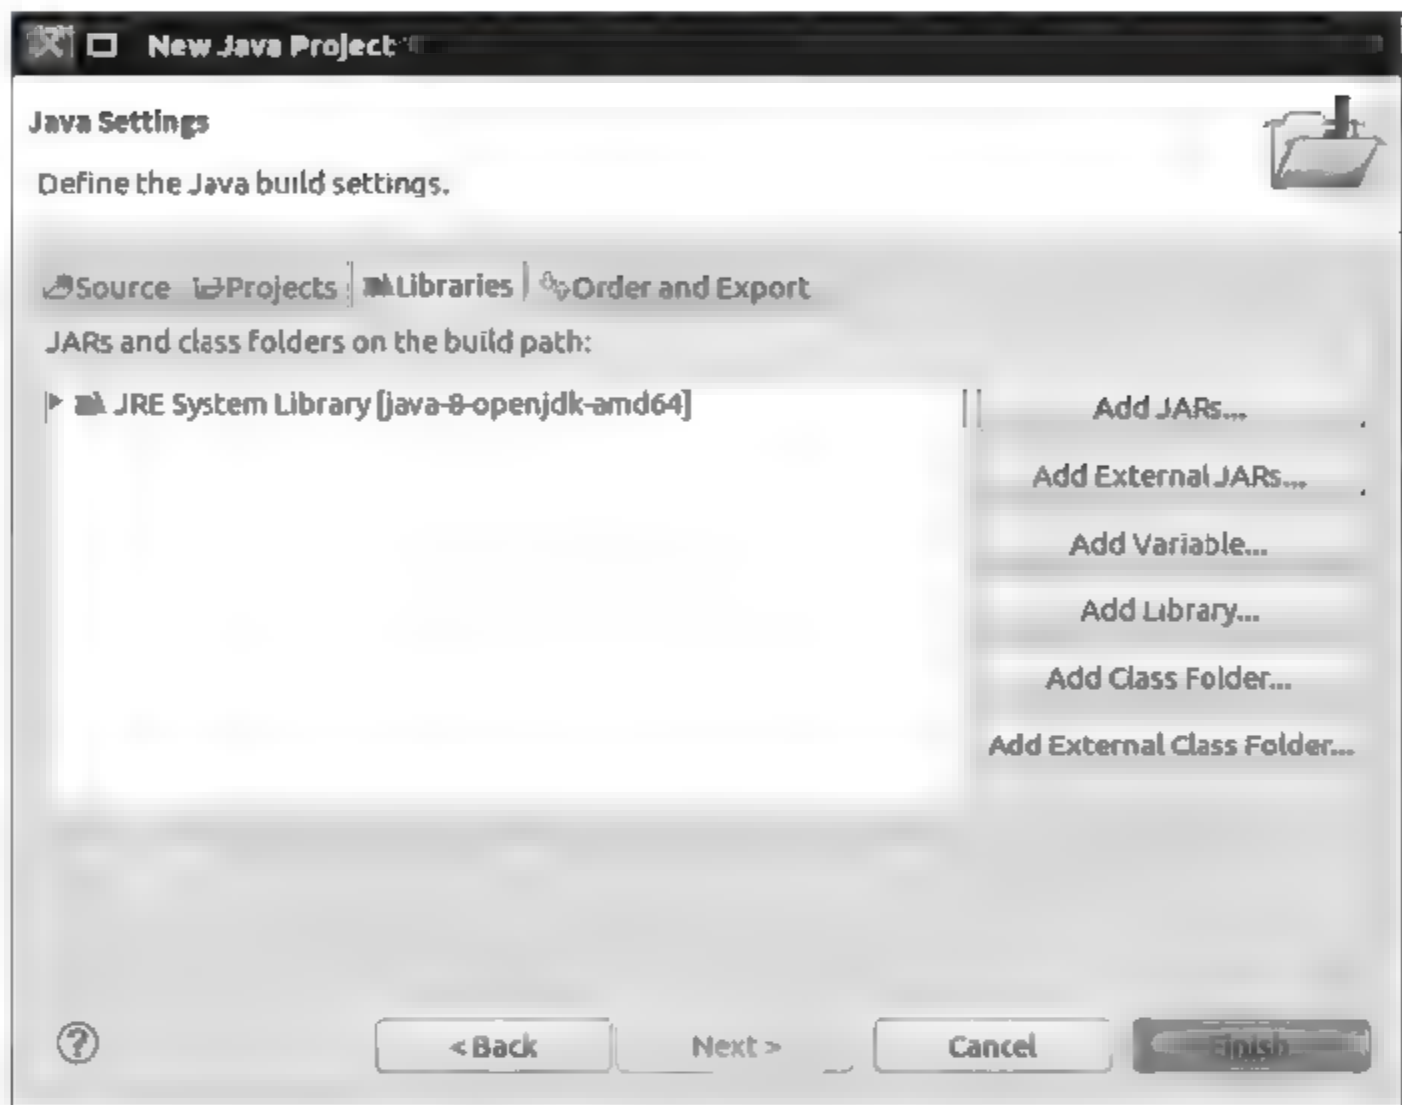 New Java Project
Java Settings
Define the Java build settings.
Source Projects Libraries Order and Export
JARs and class folders on the build path:
JRE System Library [java-8-openjdk-amd64]
Add JARs...
Add External JARs...
Add Variable...
Add Library...
Add Class Folder...
Add External Class Folder...
? < Back Next > Cancel Finish